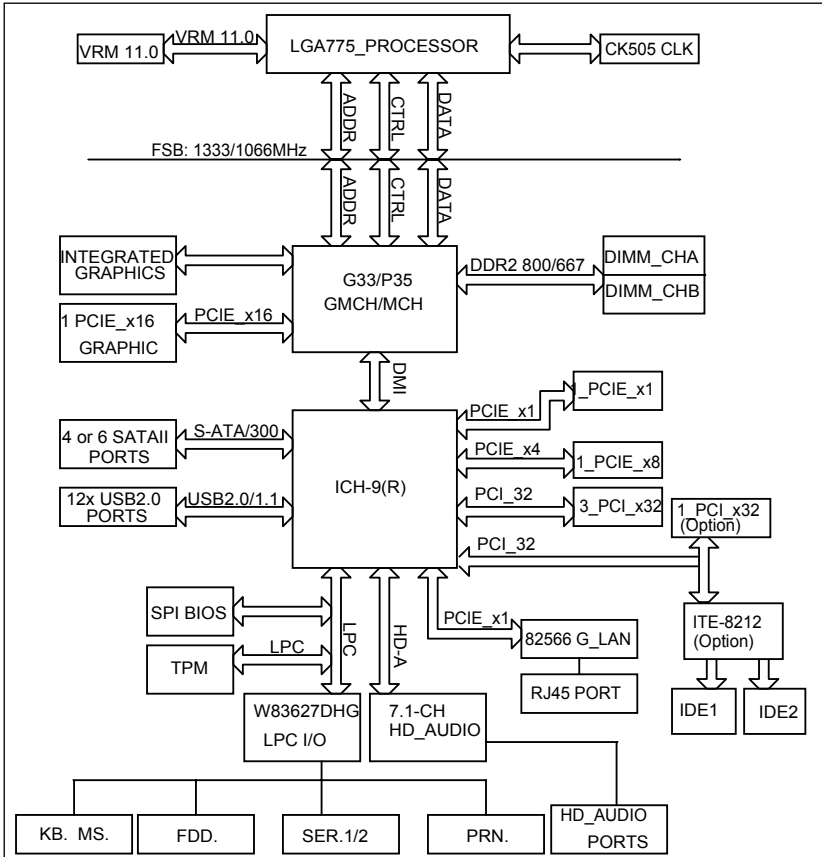 VRM 11.0
VRM 11.0
LGA775_PROCESSOR
CK505 CLK
ADDR
CTRL
DATA
FSB: 1333/1066MHz
ADDR
CTRL
DATA
INTEGRATED
GRAPHICS
G33/P35
GMCH/MCH
DDR2 800/667
DIMM_CHA
DIMM_CHB
1 PCIE_x16
GRAPHIC
PCIE_x16
DMI
4 or 6 SATAII
PORTS
S-ATA/300
ICH-9(R)
PCIE_x1
1_PCIE_x1
PCIE_x4
1_PCIE_x8
12x USB2.0
PORTS
USB2.0/1.1
PCI_32
3_PCI_x32
PCI_32
1_PCI_x32
(Option)
SPI BIOS
LPC
HD-A
PCIE_x1
TPM
LPC
82566 G_LAN
ITE-8212
(Option)
RJ45 PORT
IDE1
IDE2
W83627DHG
LPC I/O
7.1-CH
HD_AUDIO
KB. MS.
FDD.
SER.1/2
PRN.
HD_AUDIO
PORTS